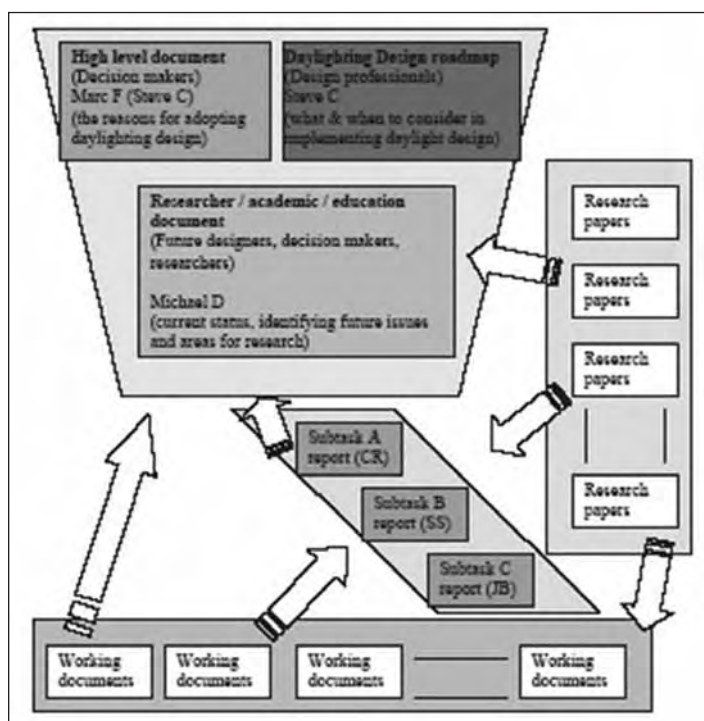 High level document
(Decision makers)
Marc F (Steve C)
(the reasons for adopting
daylighting design)
Daylighting Design roadmap
(Design professionals)
Steve C
(what & when to consider in
implementing daylight design)
Researcher / academic / education
document
(Future designers, decision makers,
researchers)
Michael D
(current status, identifying future issues
and areas for research)
Research
papers
Research
papers
Research
papers
Research
papers
Subtask A
report (CR)
Subtask B
report (SS)
Subtask C
report (JB)
Working
documents
Working
documents
Working
documents
Working
documents